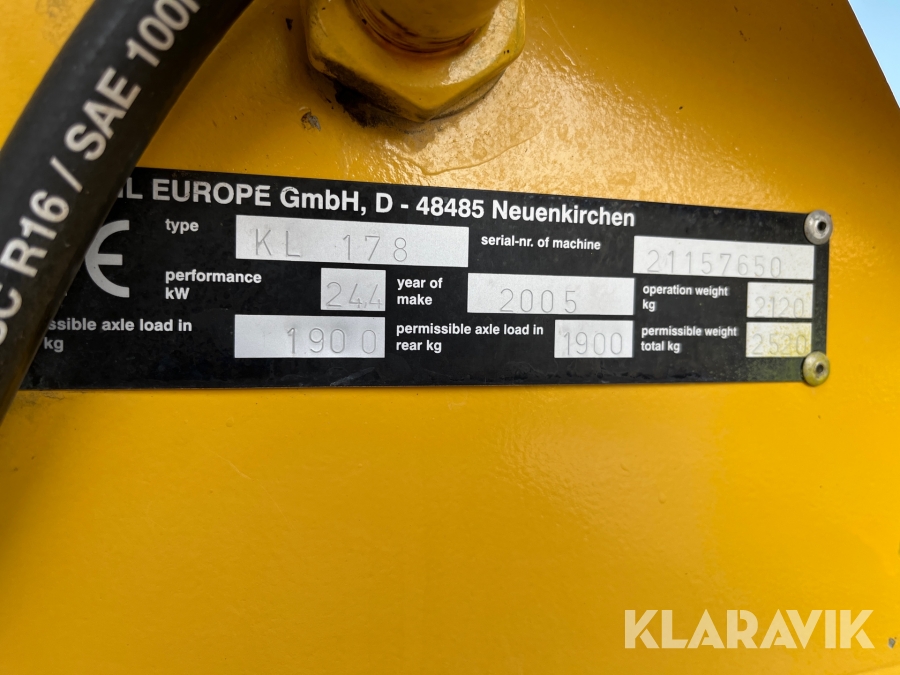 SC R16 / SAE 100R
IL EUROPE GmbH, D - 48485 Neuenkirchen
CE
type KL 178 serial-nr. of machine 21157650
performance kW 244 year of make 2005 operation weight kg 2120
ssible axle load in kg 1900 permissible axle load in rear kg 1900 permissible weight total kg 2520
KLARAVIK